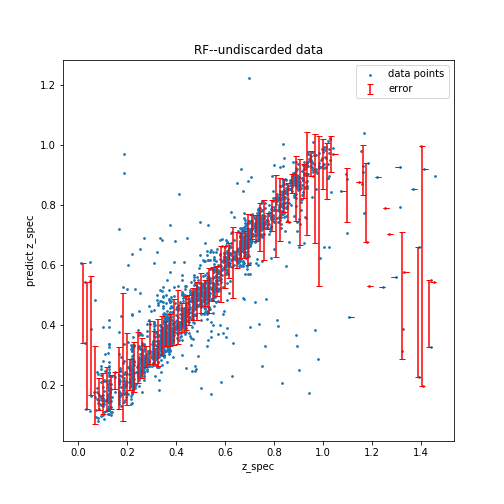 RF--undiscarded data
data points
error
predict z_spec
1.2
1.0
0.8
0.6
0.4
0.2
0.0 0.2 0.4 0.6 0.8 1.0 1.2 1.4
z_spec